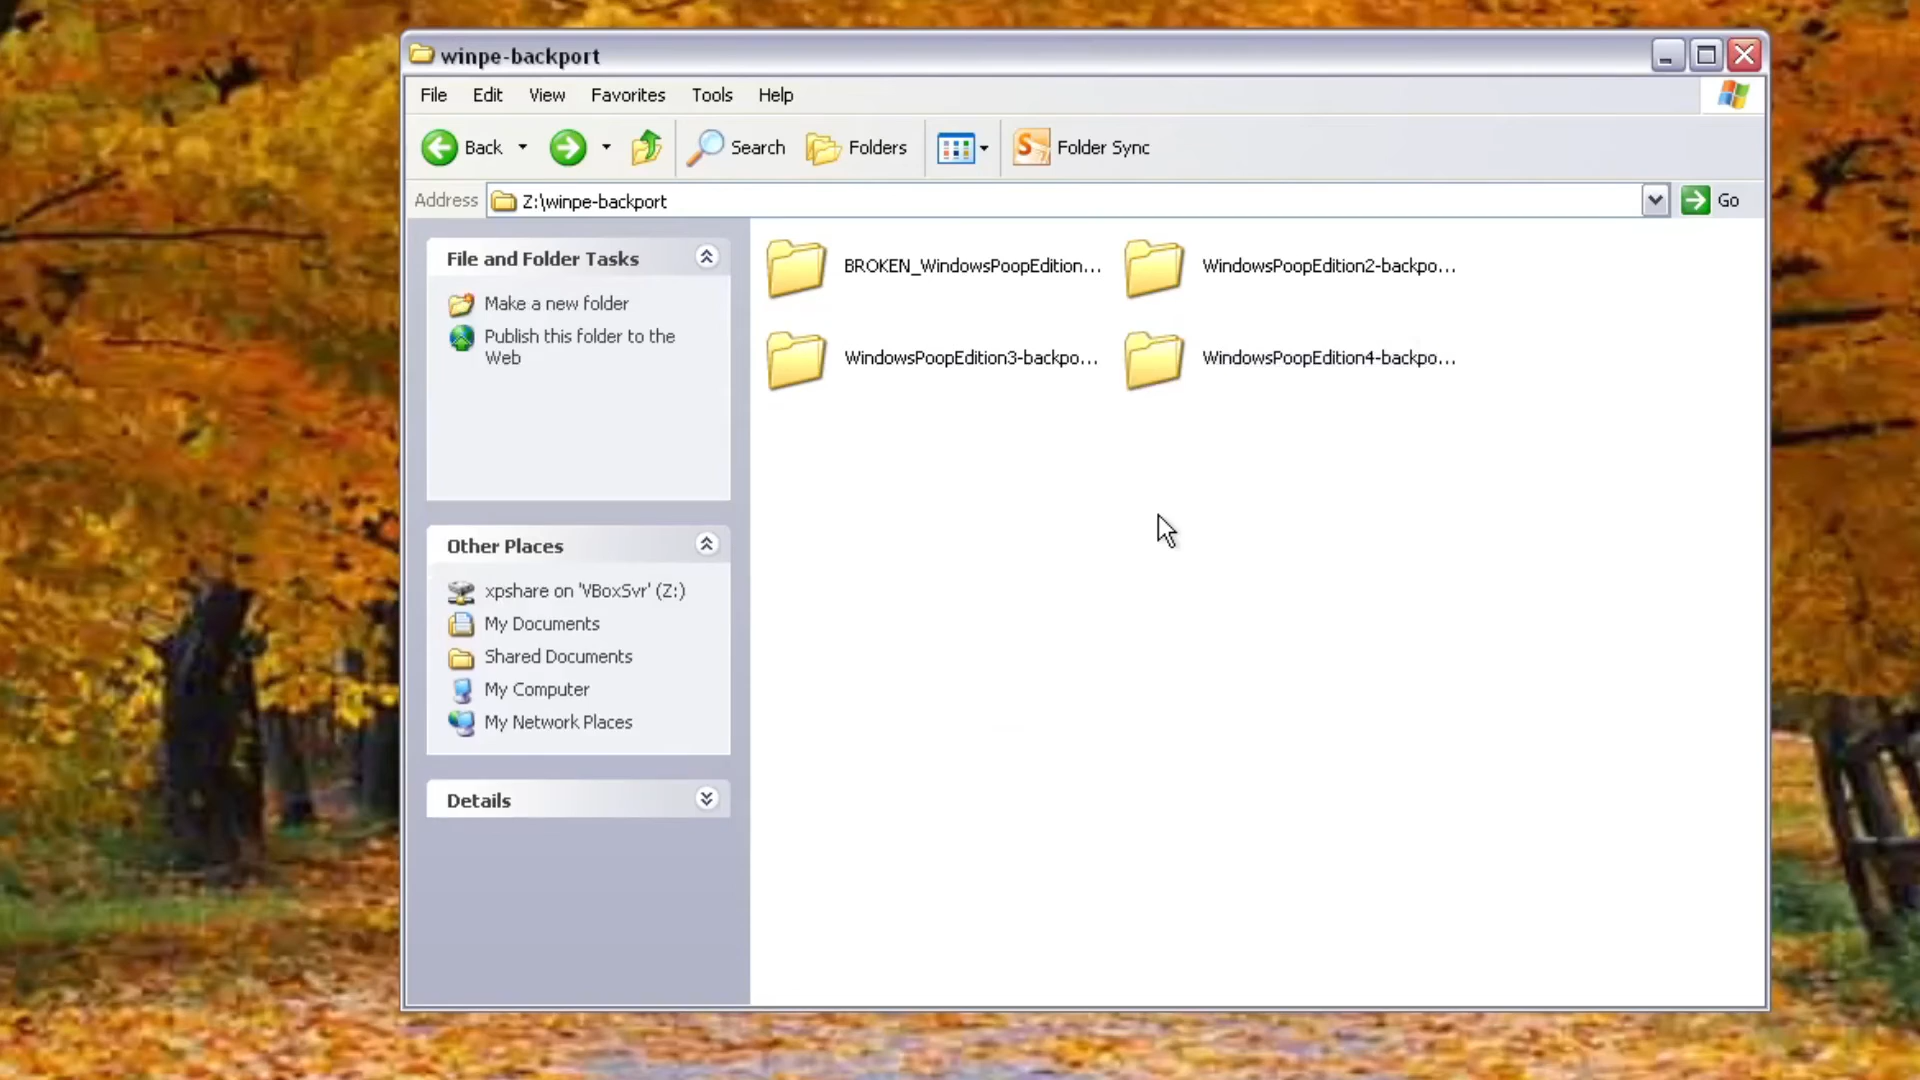 winpe-backport
File Edit View Favorites Tools Help
Back Search Folders Folder Sync
Address Z:\winpe-backport Go
File and Folder Tasks
Make a new folder
Publish this folder to the
Web
Other Places
xpshare on 'VBoxSvr' (Z:)
My Documents
Shared Documents
My Computer
My Network Places
Details
BROKEN_WindowsPoopEdition... WindowsPoopEdition2-backpo...
WindowsPoopEdition3-backpo... WindowsPoopEdition4-backpo...